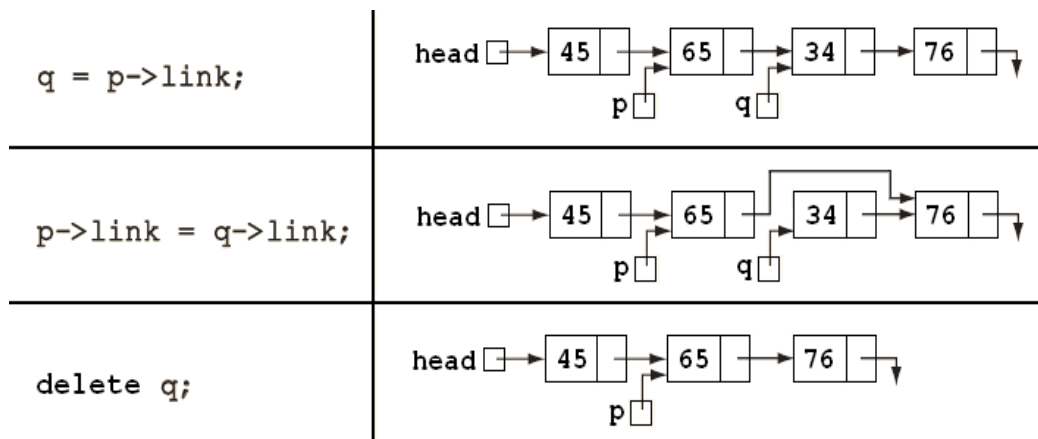 q = p->link;
head 45 65 34 76
p q
p->link = q->link;
head 45 65 34 76
p q
delete q;
head 45 65 76
p